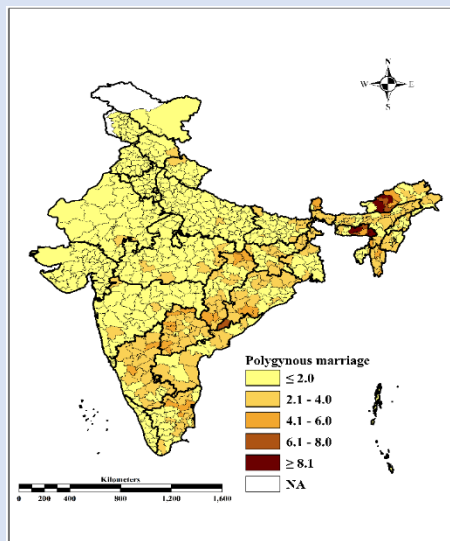 N
W E
S
Polygynous marriage
≤ 2.0
2.1 - 4.0
4.1 - 6.0
6.1 - 8.0
≥ 8.1
NA
Kilometers
0 200 400 800 1,200 1,600